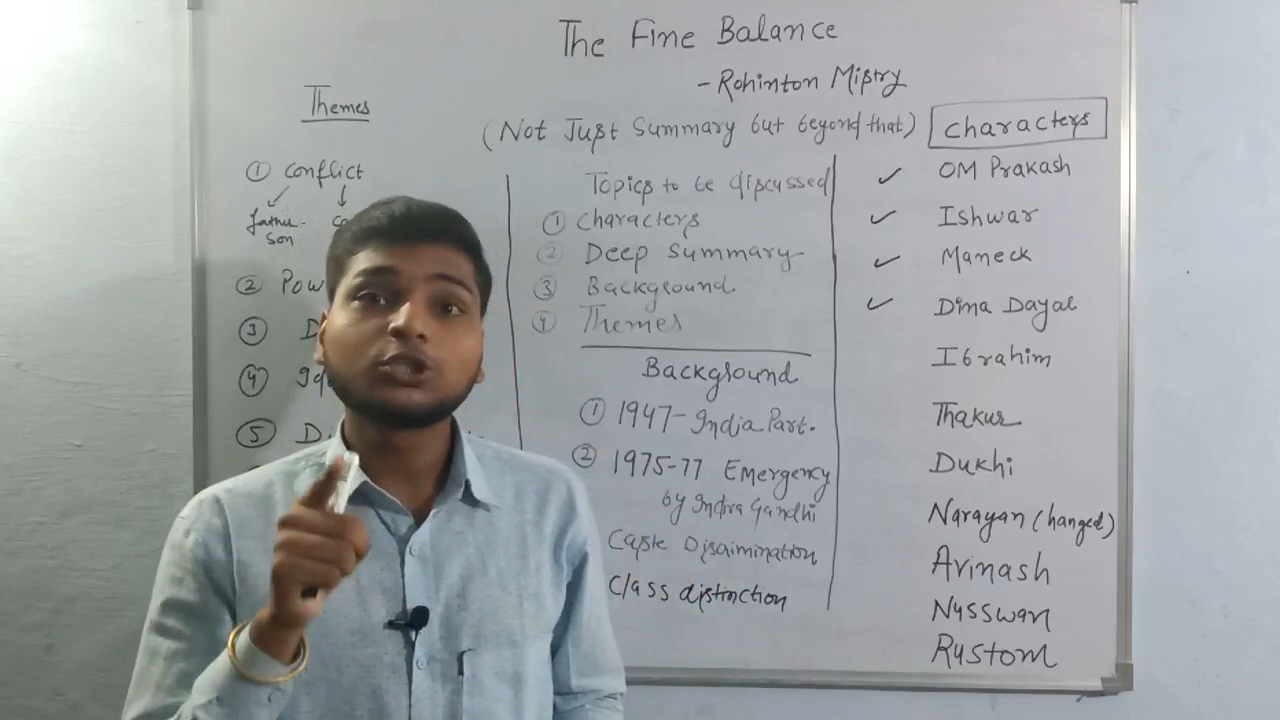 The Fine Balance
- Rohinton Mistry
(Not Just Summary but beyond that)
Themes
① Conflict
father-
son
②
③
④
⑤
Topics to be discussed
① Characters
② Deep Summary
③ Background
④ Themes
Background
① 1947-India Part.
② 1975-77 Emergency
by Indira Gandhi
Caste Discrimination
Class distinction
Characters
✓ OM Prakash
✓ Ishwar
✓ Maneck
✓ Dina Dayal
Ibrahim
Thakur
Dukhi
Narayan (hanged)
Avinash
Nusswan
Rustom